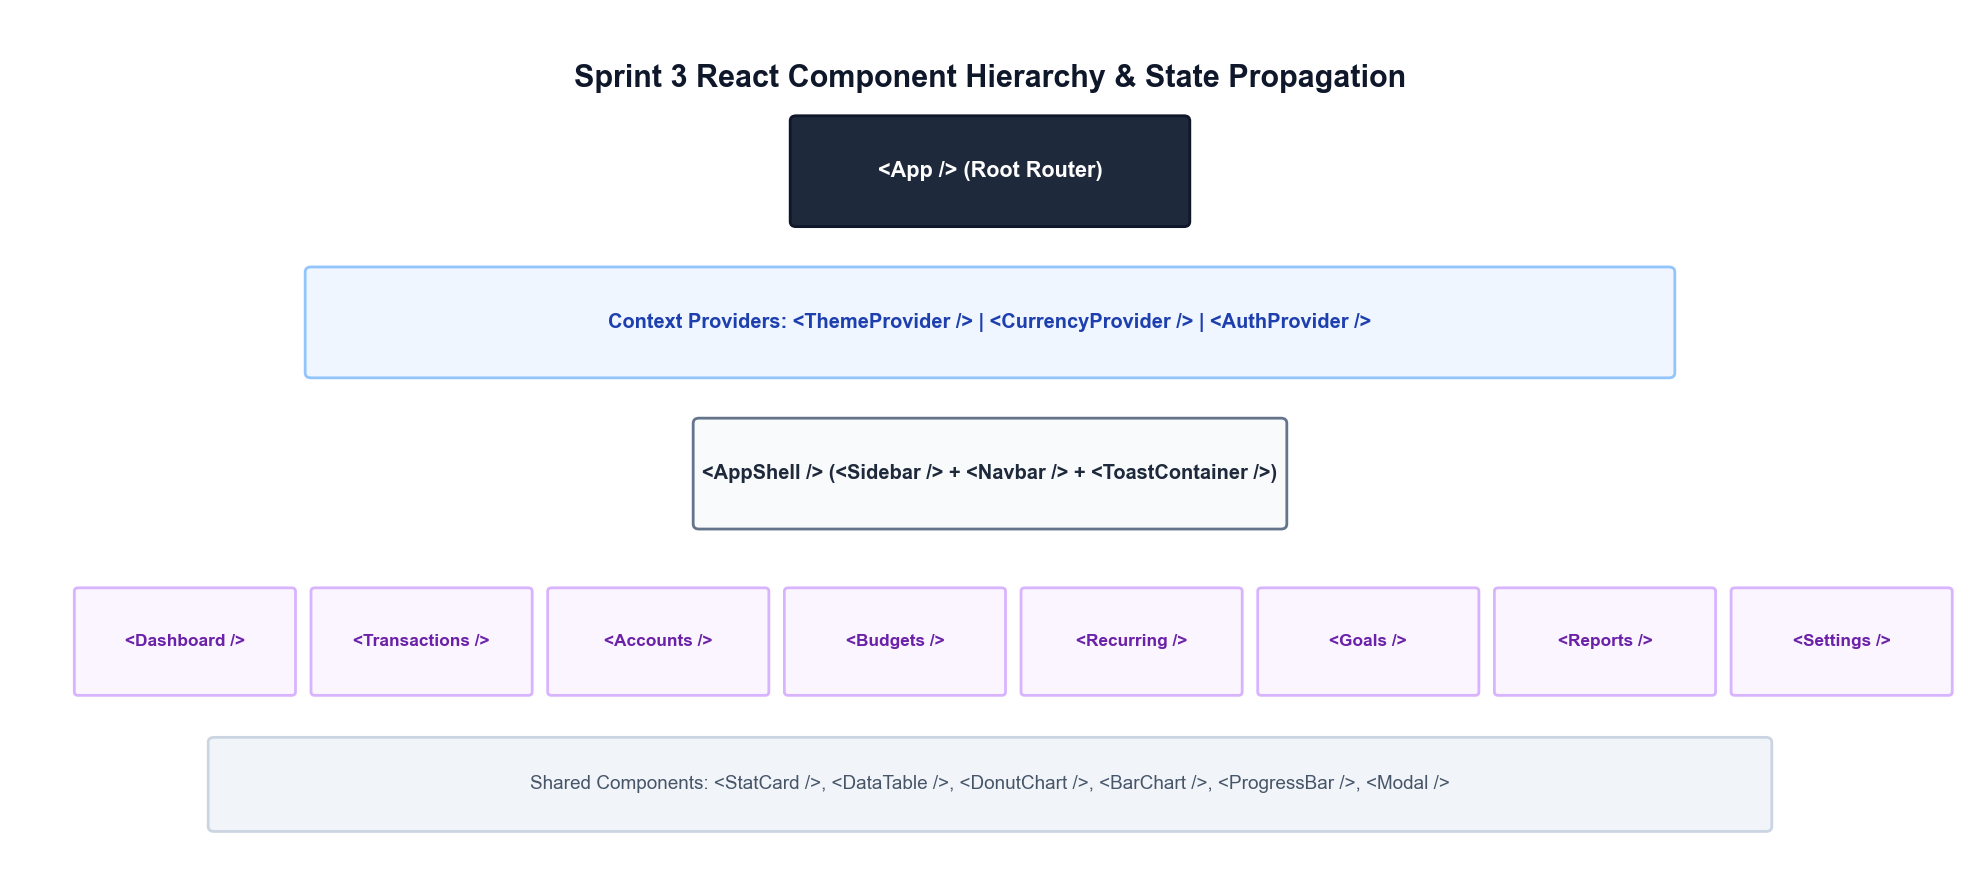 Sprint 3 React Component Hierarchy & State Propagation
<App /> (Root Router)
Context Providers: <ThemeProvider /> | <CurrencyProvider /> | <AuthProvider />
<AppShell /> (<Sidebar /> + <Navbar /> + <ToastContainer />)
<Dashboard />
<Transactions />
<Accounts />
<Budgets />
<Recurring />
<Goals />
<Reports />
<Settings />
Shared Components: <StatCard />, <DataTable />, <DonutChart />, <BarChart />, <ProgressBar />, <Modal />